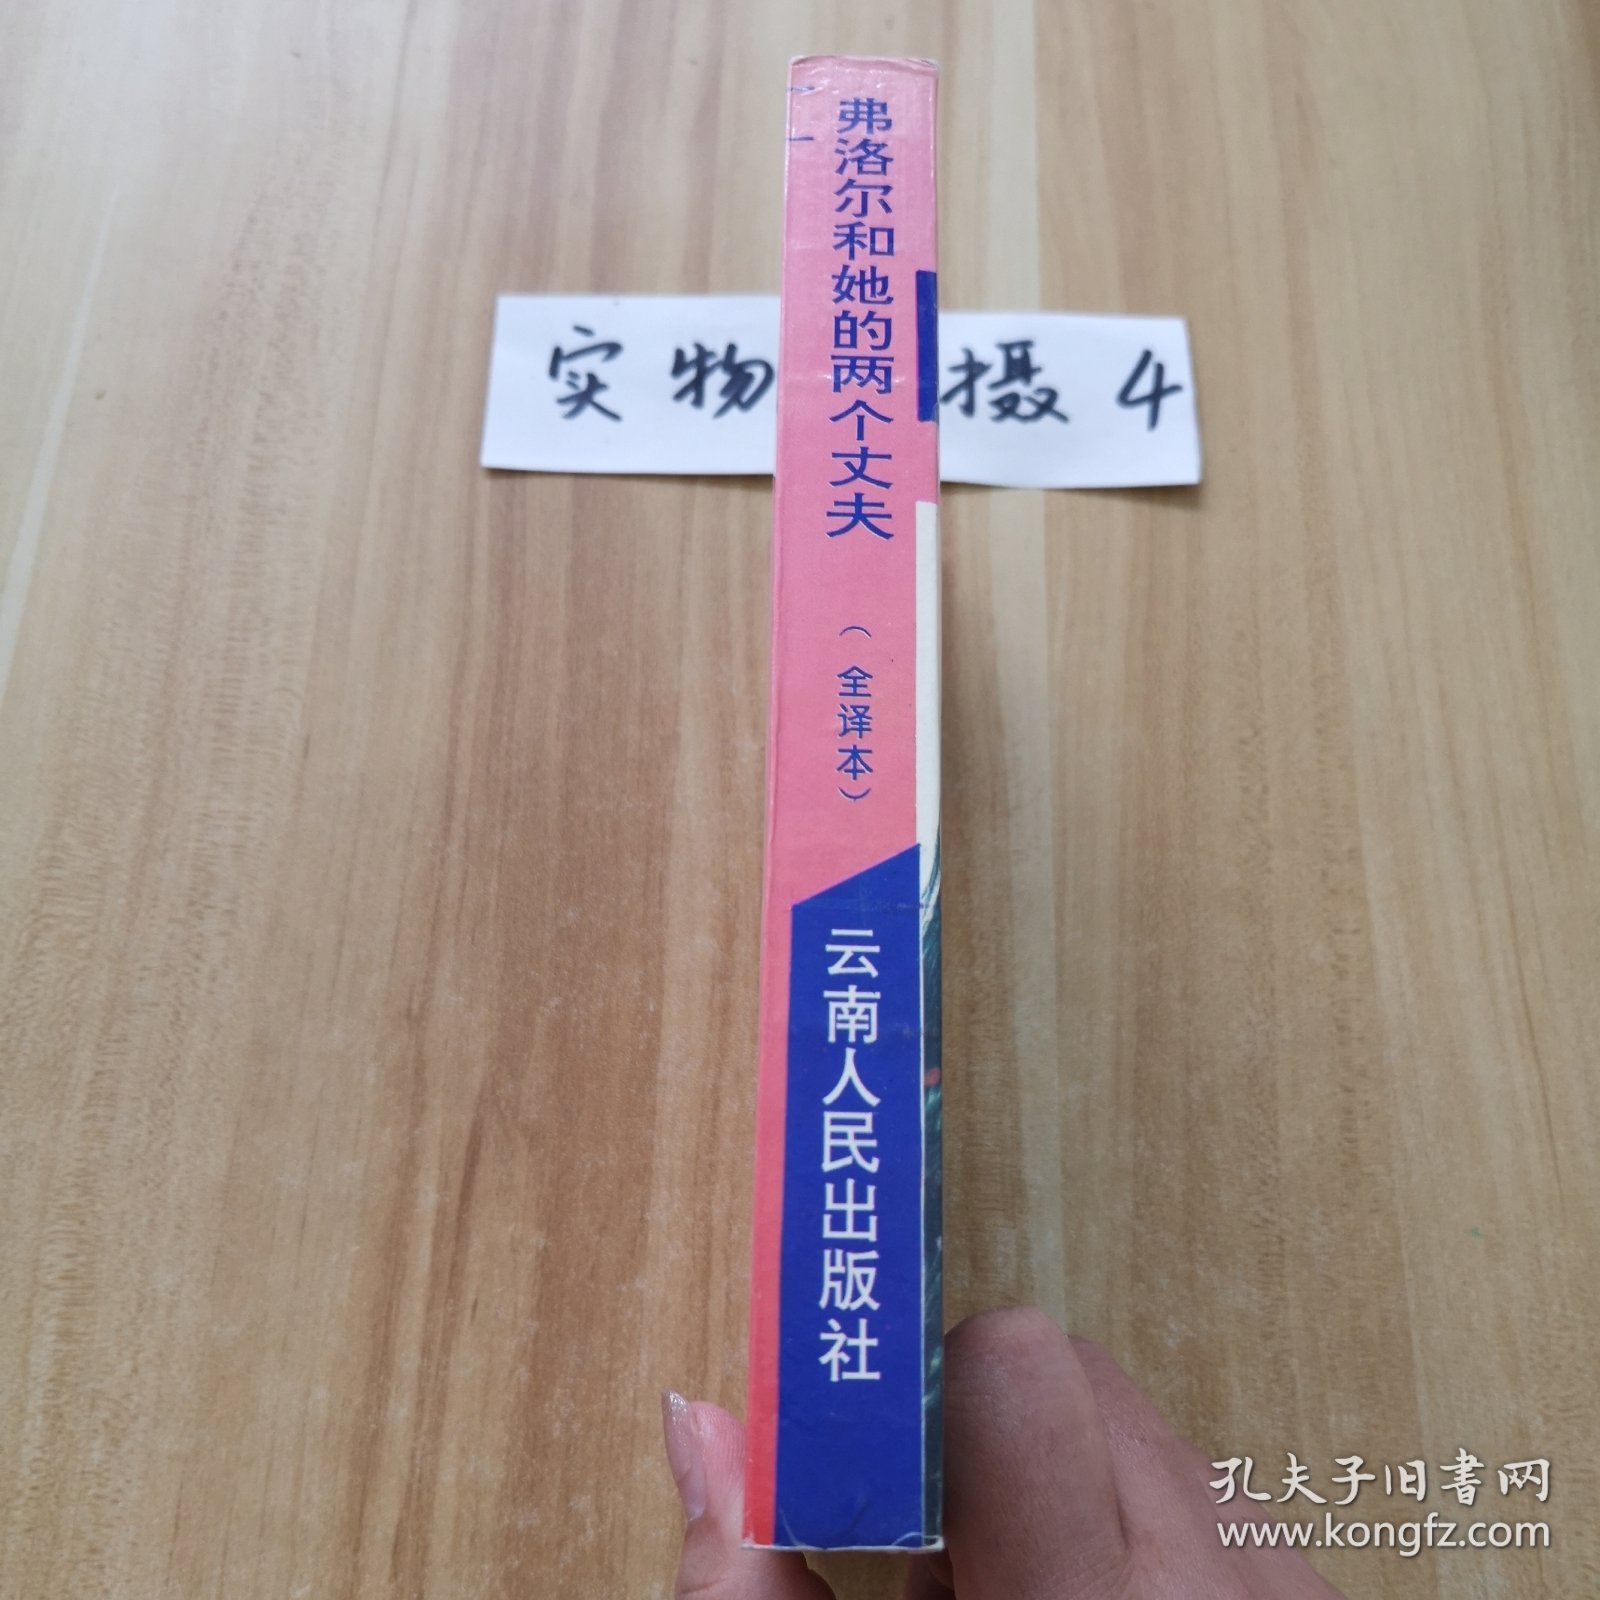 弗洛尔和她的两个丈夫
（全译本）
云南人民出版社
实物 摄4
孔夫子旧书网
www.kongfz.com